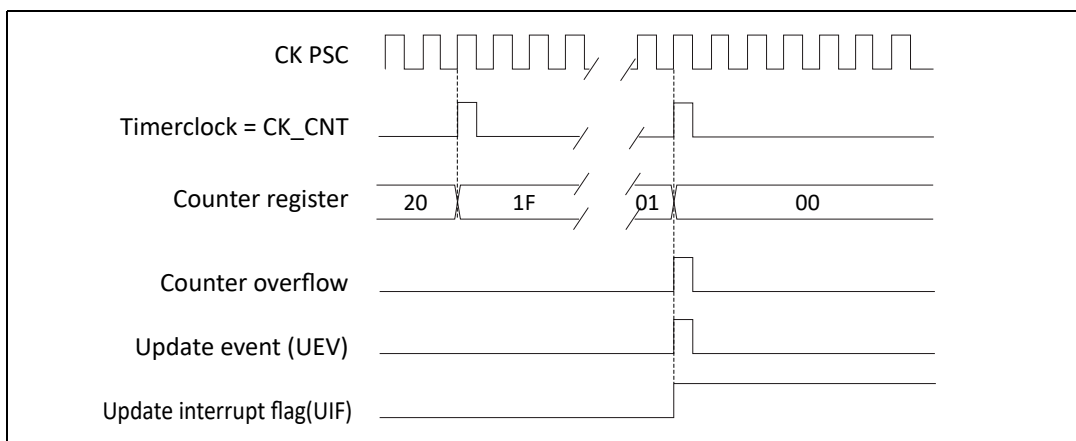 CK PSC
Timerclock = CK_CNT
Counter register
20
1F
01
00
Counter overflow
Update event (UEV)
Update interrupt flag(UIF)